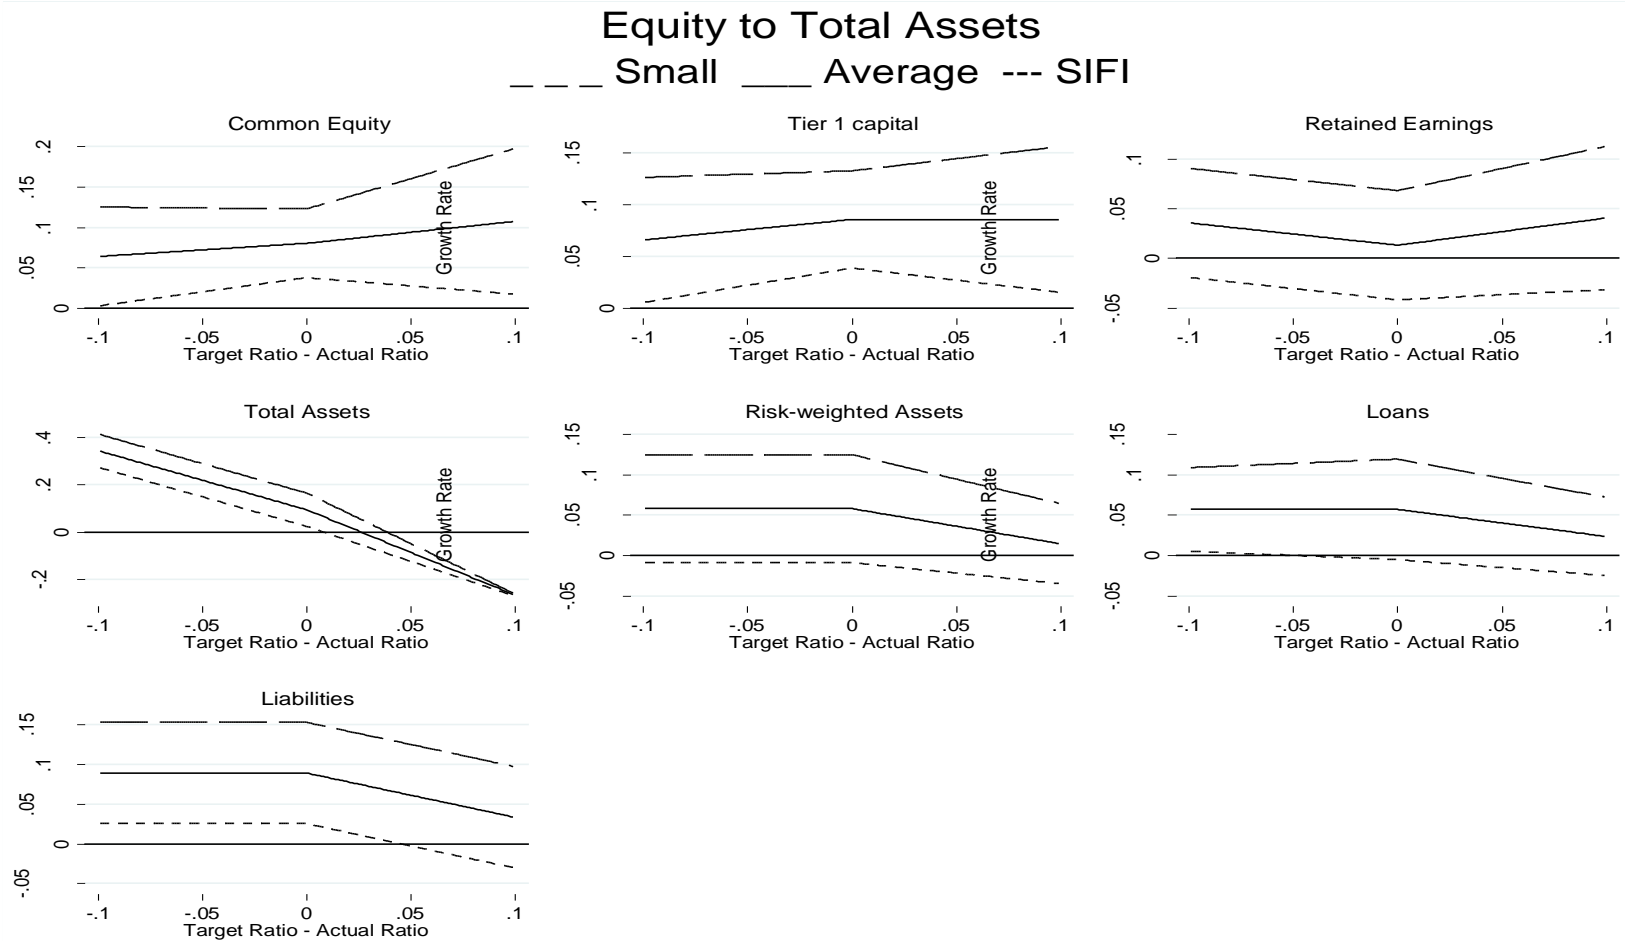 Equity to Total Assets
_ _ _ Small ___ Average --- SIFI
Common Equity
.2
.15
.1
.05
0
Growth Rate
-.1 -.05 0 .05 .1
Target Ratio - Actual Ratio
Tier 1 capital
.15
.1
.05
0
Growth Rate
-.1 -.05 0 .05 .1
Target Ratio - Actual Ratio
Retained Earnings
.1
.05
0
-.05
-.1 -.05 0 .05 .1
Target Ratio - Actual Ratio
Total Assets
.4
.2
0
-.2
Growth Rate
-.1 -.05 0 .05 .1
Target Ratio - Actual Ratio
Risk-weighted Assets
.15
.1
.05
0
-.05
Growth Rate
-.1 -.05 0 .05 .1
Target Ratio - Actual Ratio
Loans
.15
.1
.05
0
-.05
-.1 -.05 0 .05 .1
Target Ratio - Actual Ratio
Liabilities
.15
.1
.05
0
-.05
-.1 -.05 0 .05 .1
Target Ratio - Actual Ratio